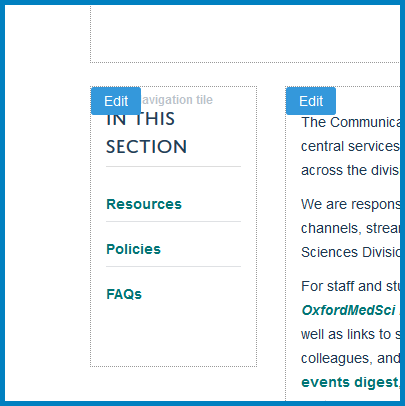 Edit
avigation tile
IN THIS
SECTION
Resources
Policies
FAQs
Edit
The Communica
central services
across the divis
We are respons
channels, strea
Sciences Divisio
For staff and stu
OxfordMedSci
well as links to s
colleagues, and
events digest,